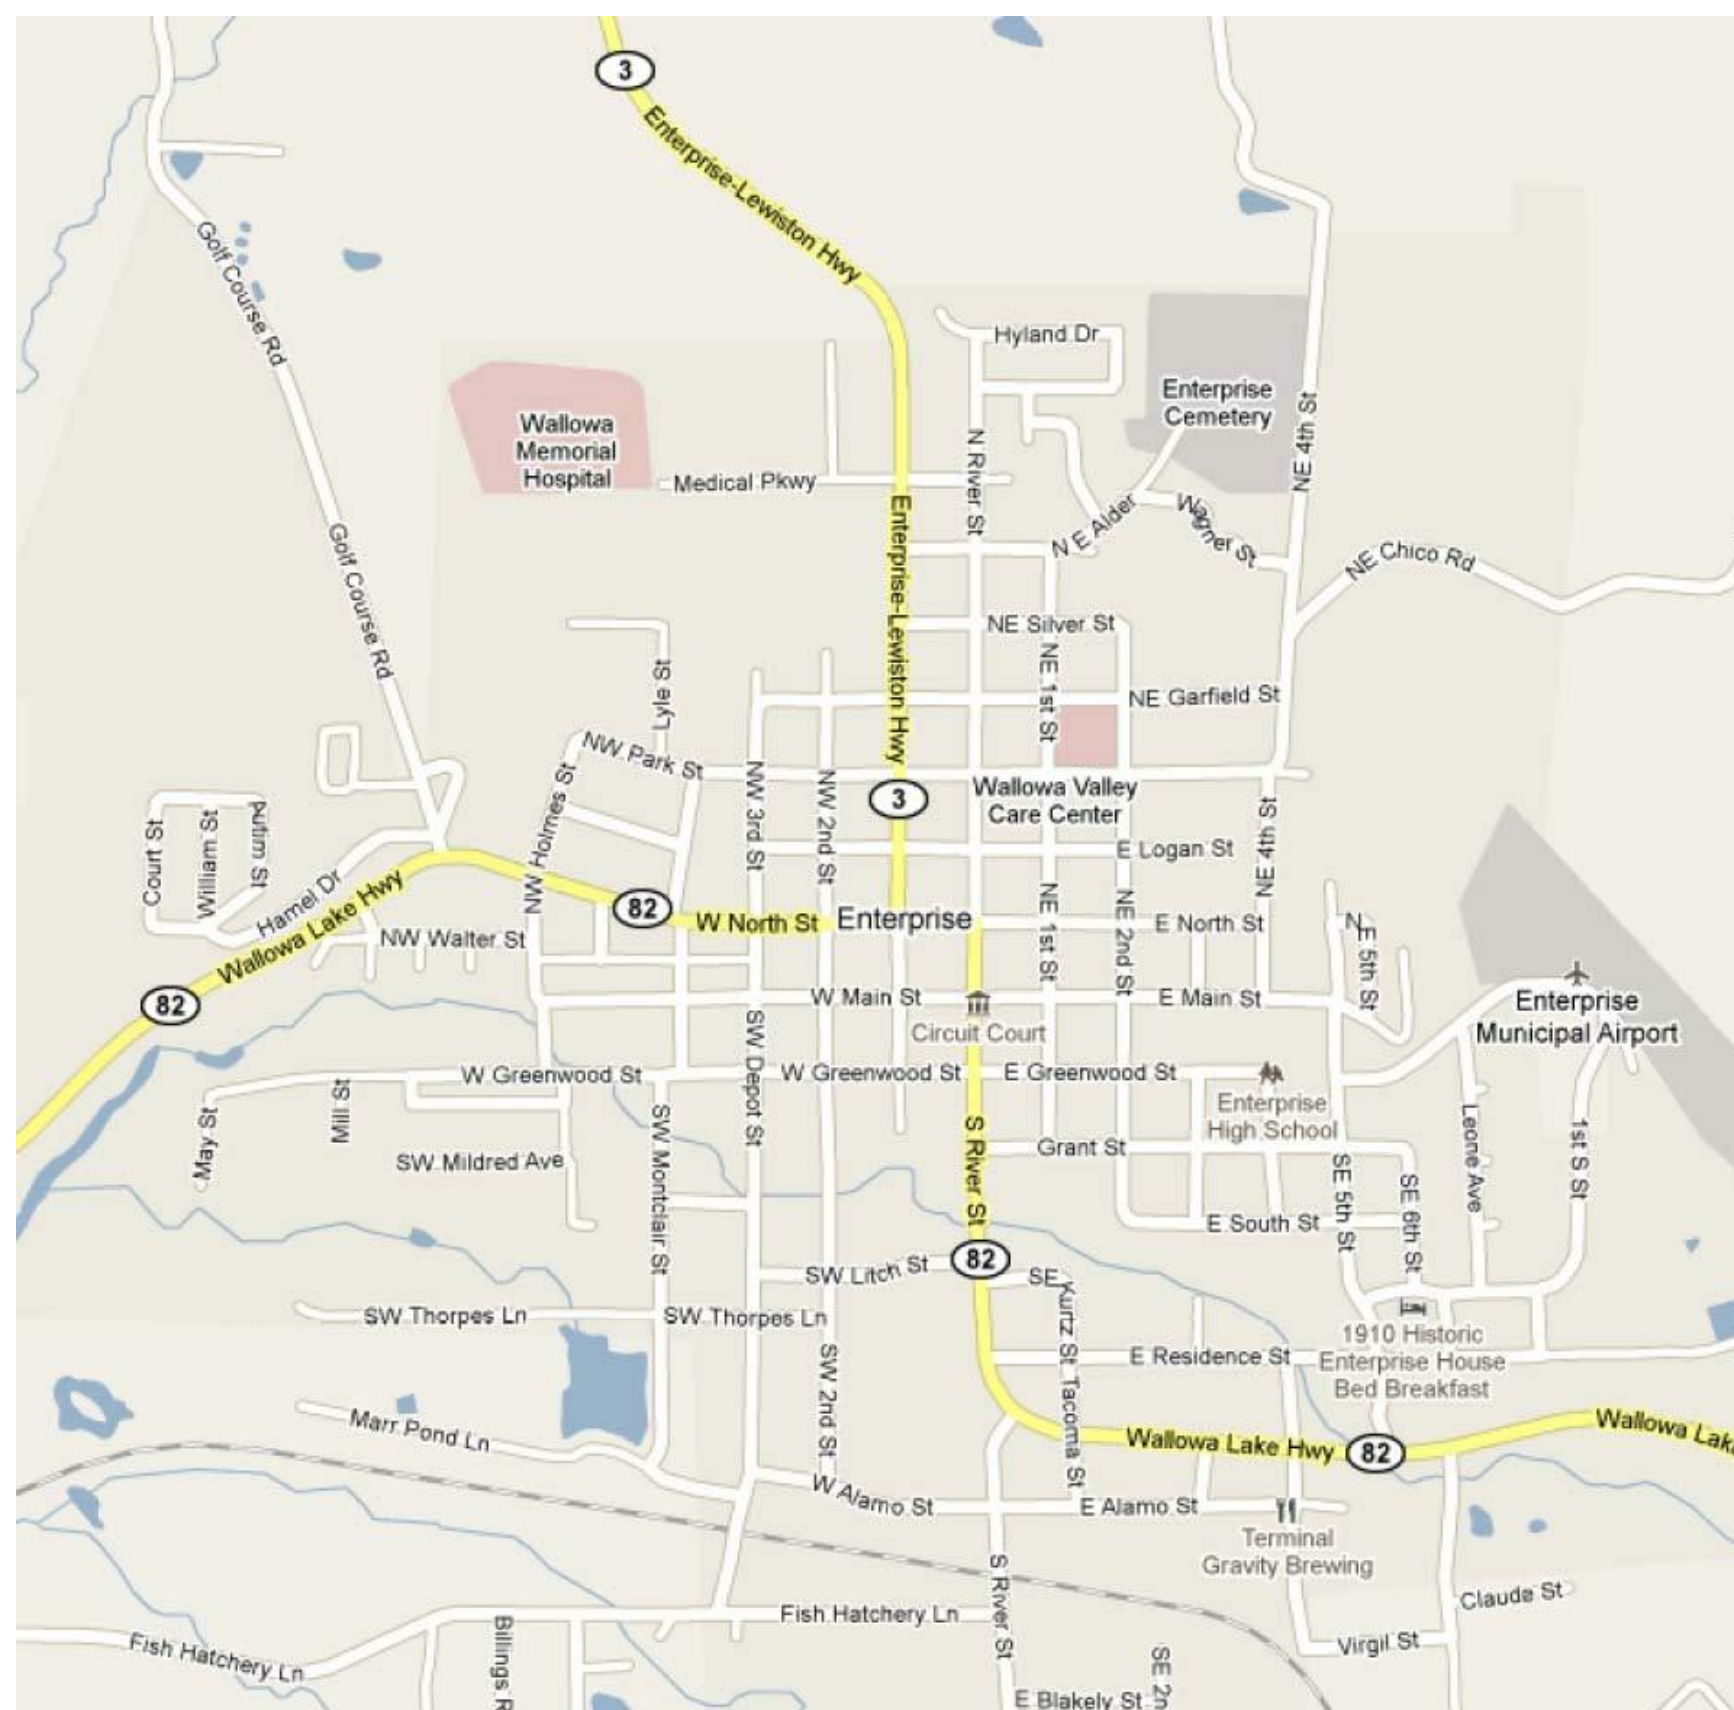 3
Enterprise-Lewiston Hwy
Golf Course Rd
Hyland Dr
Enterprise
Cemetery
NE 4th St
Wallowa
Memorial
Hospital
Medical Pkwy
N River St
Enterprise-Lewiston Hwy
N E Alder
Wagner St
NE Chico Rd
Golf Course Rd
NE Silver St
Lyle St
NE 1st St
NE Garfield St
NW Park St
NW Holmes St
NW 3rd St
NW 2nd St
3
Wallowa Valley
Care Center
NE 4th St
Court St
William St
Autim St
E Logan St
Hamel Dr
Wallowa Lake Hwy
82
W North St
Enterprise
NE 1st St
NE 2nd St
E North St
NE 5th St
NW Walter St
82
W Main St
E Main St
Circuit Court
Enterprise
Municipal Airport
SW Depot St
W Greenwood St
W Greenwood St
E Greenwood St
Enterprise
High School
May St
Mill St
SW Montclair St
SW Mildred Ave
S River St
Grant St
Leone Ave
1st S St
SE 5th St
SE 6th St
E South St
82
SW Litch St
SE Kurtz St
SW Thorpes Ln
SW Thorpes Ln
1910 Historic
Enterprise House
Bed Breakfast
E Residence St
SW 2nd St
Tacoma St
Marr Pond Ln
Wallowa Lake Hwy
82
Wallowa Lake
W Alamo St
E Alamo St
Terminal
Gravity Brewing
S River St
Claude St
Fish Hatchery Ln
Fish Hatchery Ln
Billings R
Virgil St
SE 2n
E Blakely St